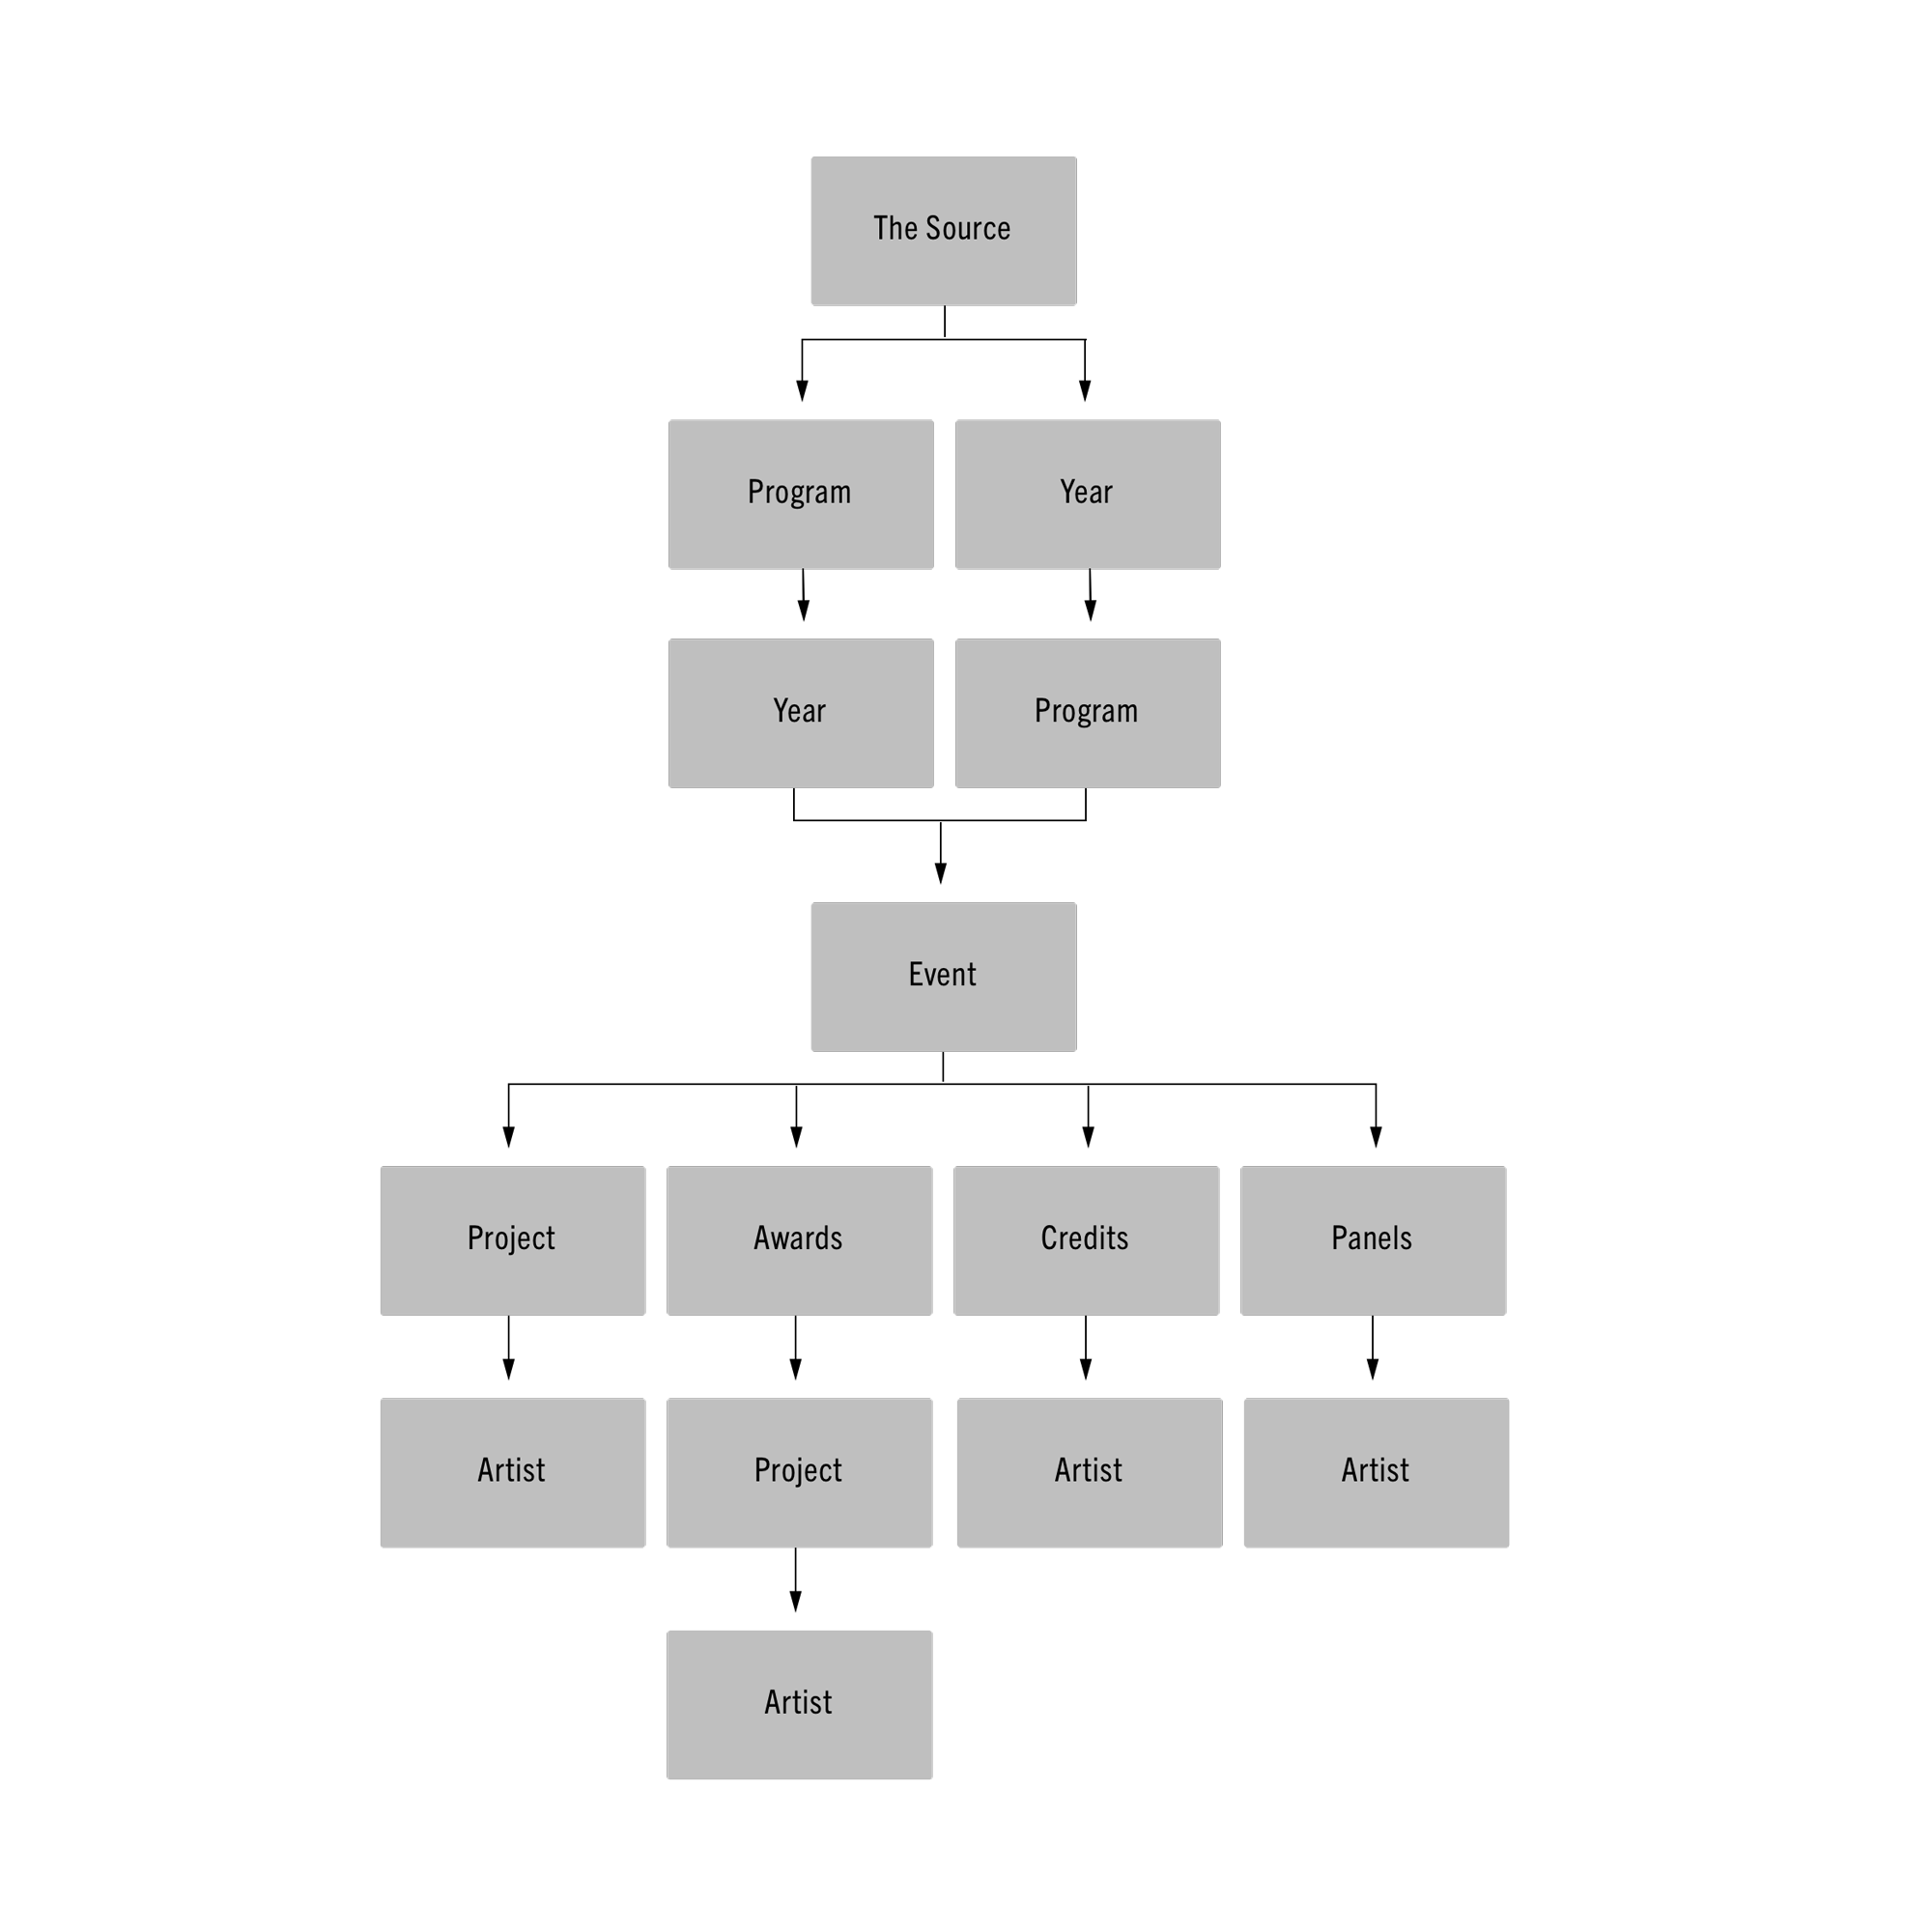 The Source
Program
Year
Year
Program
Event
Project
Awards
Credits
Panels
Artist
Project
Artist
Artist
Artist